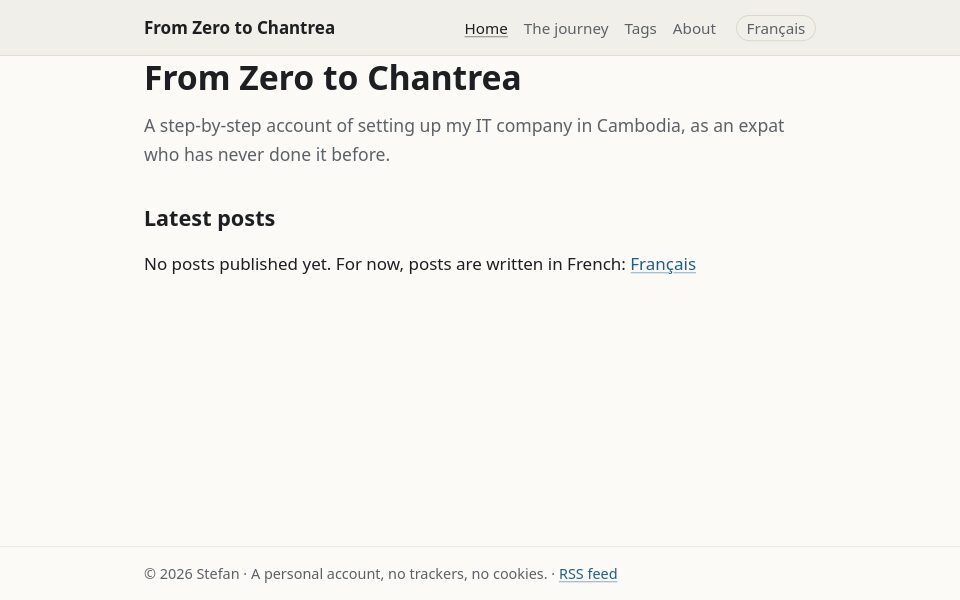 From Zero to Chantrea
Home The journey Tags About Français
From Zero to Chantrea
A step-by-step account of setting up my IT company in Cambodia, as an expat
who has never done it before.
Latest posts
No posts published yet. For now, posts are written in French: Français
© 2026 Stefan · A personal account, no trackers, no cookies. · RSS feed